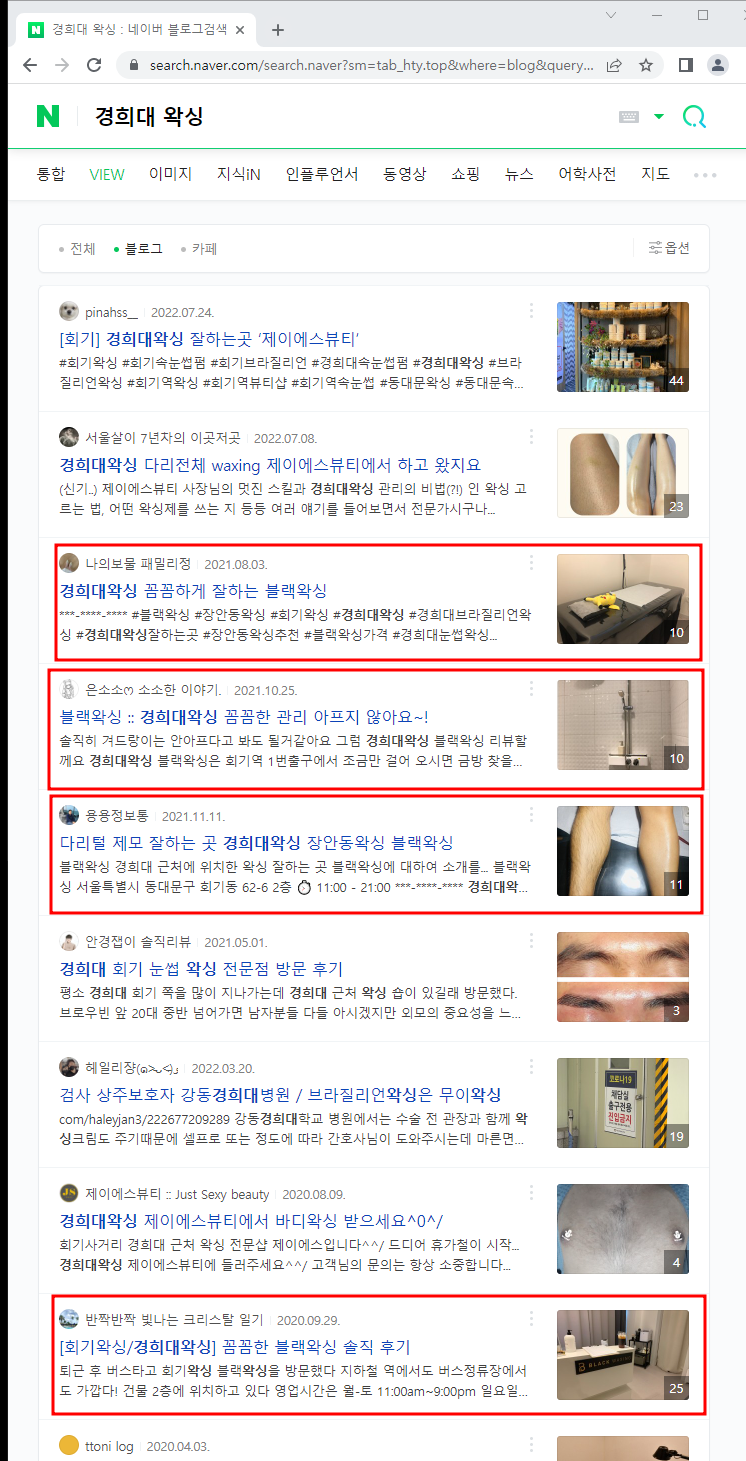 경희대 왁싱 : 네이버 블로그검색
search.naver.com/search.naver?sm=tab_hty.top&where=blog&query...
N 경희대 왁싱
통합 VIEW 이미지 지식iN 인플루언서 동영상 쇼핑 뉴스 어학사전 지도
전체 블로그 카페 옵션
pinahss__ 2022.07.24.
[회기] 경희대왁싱 잘하는곳 ‘제이에스뷰티’
#회기왁싱 #회기속눈썹펌 #회기브라질리언 #경희대속눈썹펌 #경희대왁싱 #브라
질리언왁싱 #회기역왁싱 #회기역뷰티샵 #회기역속눈썹 #동대문왁싱 #동대문속...
44
서울살이 7년차의 이곳저곳 2022.07.08.
경희대왁싱 다리전체 waxing 제이에스뷰티에서 하고 왔지요
(신기..) 제이에스뷰티 사장님의 멋진 스킬과 경희대왁싱 관리의 비법(?!) 인 왁싱 고
르는 법, 어떤 왁싱제를 쓰는 지 등등 여러 얘기를 들어보면서 전문가시구나...
23
나의보물 패밀리정 2021.08.03.
경희대왁싱 꼼꼼하게 잘하는 블랙왁싱
***-****-**** #블랙왁싱 #장안동왁싱 #회기왁싱 #경희대왁싱 #경희대브라질리언왁
싱 #경희대왁싱잘하는곳 #장안동왁싱추천 #블랙왁싱가격 #경희대눈썹왁싱...
10
은소소ღ 소소한 이야기. 2021.10.25.
블랙왁싱 :: 경희대왁싱 꼼꼼한 관리 아프지 않아요~!
솔직히 겨드랑이는 안아프다고 봐도 될거같아요 그럼 경희대왁싱 블랙왁싱 리뷰할
께요 경희대왁싱 블랙왁싱은 회기역 1번출구에서 조금만 걸어 오시면 금방 찾을...
10
용용정보통 2021.11.11.
다리털 제모 잘하는 곳 경희대왁싱 장안동왁싱 블랙왁싱
블랙왁싱 경희대 근처에 위치한 왁싱 잘하는 곳 블랙왁싱에 대하여 소개를... 블랙왁
싱 서울특별시 동대문구 회기동 62-6 2층 ⏱ 11:00 - 21:00 ***-****-**** 경희대왁...
11
안경잽이 솔직리뷰 2021.05.01.
경희대 회기 눈썹 왁싱 전문점 방문 후기
평소 경희대 회기 쪽을 많이 지나가는데 경희대 근처 왁싱 숍이 있길래 방문했다.
브로우빈 앞 20대 중반 넘어가면 남자분들 다들 아시겠지만 외모의 중요성을 느...
3
헤일리쟝 2022.03.20.
검사 상주보호자 강동경희대병원 / 브라질리언왁싱은 무이왁싱
com/haleyjan3/222677209289 강동경희대학교 병원에서는 수술 전 관장과 함께 왁
싱크림도 주기때문에 셀프로 또는 정도에 따라 간호사님이 도와주시는데 마른면...
코로나19
출구전용
진입금지
19
제이에스뷰티 :: Just Sexy beauty 2020.08.09.
경희대왁싱 제이에스뷰티에서 바디왁싱 받으세요^0^/
회기사거리 경희대 근처 왁싱 전문샵 제이에스입니다^^/ 드디어 휴가철이 시작...
경희대왁싱 제이에스뷰티에 들러주세요^^/ 고객님의 문의는 항상 소중합니다...
4
반짝반짝 빛나는 크리스탈 일기 2020.09.29.
[회기왁싱/경희대왁싱] 꼼꼼한 블랙왁싱 솔직 후기
퇴근 후 버스타고 회기왁싱 블랙왁싱을 방문했다 지하철 역에서도 버스정류장에서
도 가깝다! 건물 2층에 위치하고 있다 영업시간은 월-토 11:00am~9:00pm 일요일...
25
ttoni log 2020.04.03.